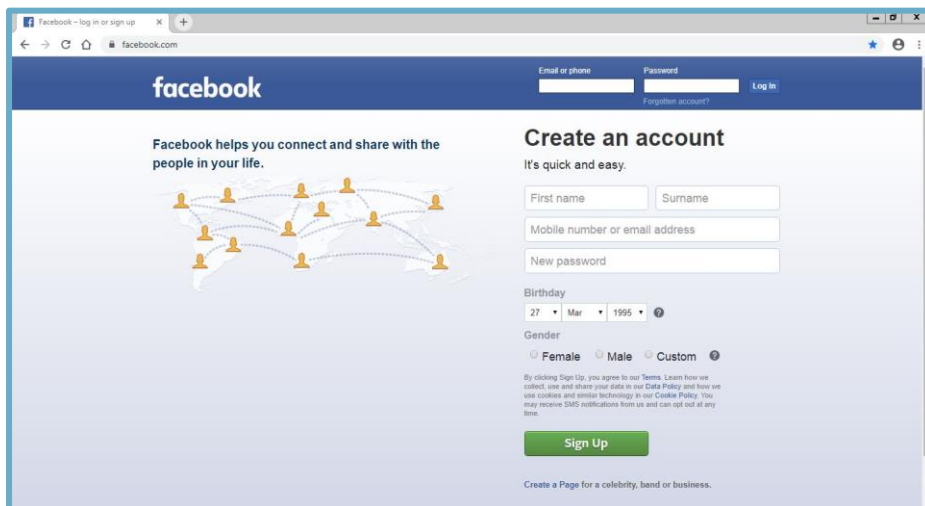 Facebook – log in or sign up
facebook.com
facebook
Email or phone
Password
Log In
Forgotten account?
Facebook helps you connect and share with the
people in your life.
Create an account
It's quick and easy.
First name
Surname
Mobile number or email address
New password
Birthday
27 Mar 1995
Gender
Female Male Custom
By clicking Sign Up, you agree to our Terms. Learn how we
collect, use and share your data in our Data Policy and how we
use cookies and similar technology in our Cookie Policy. You
may receive SMS notifications from us and can opt out at any
time.
Sign Up
Create a Page for a celebrity, band or business.